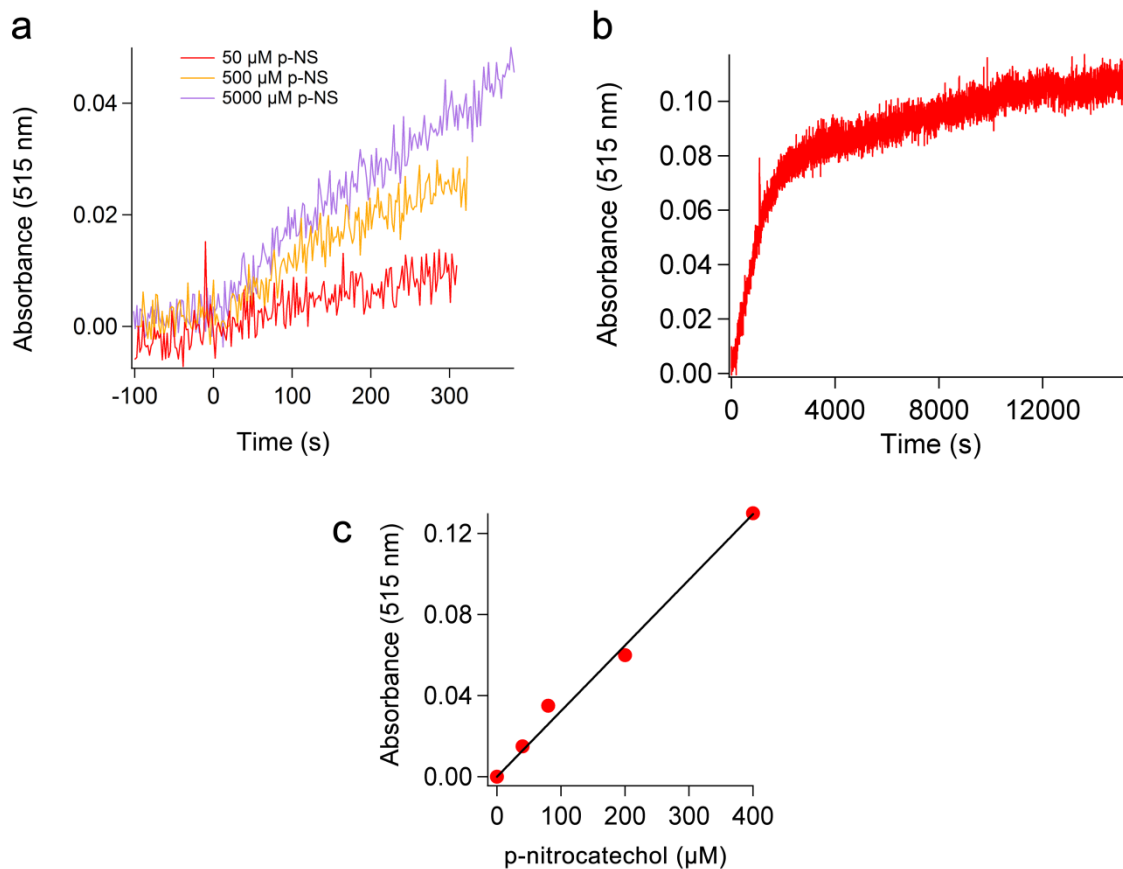 a
50 µM p-NS
500 µM p-NS
5000 µM p-NS
Absorbance (515 nm)
0.04
0.02
0.00
-100 0 100 200 300
Time (s)
b
Absorbance (515 nm)
0.10
0.08
0.06
0.04
0.02
0.00
0 4000 8000 12000
Time (s)
c
Absorbance (515 nm)
0.12
0.08
0.04
0.00
0 100 200 300 400
p-nitrocatechol (µM)